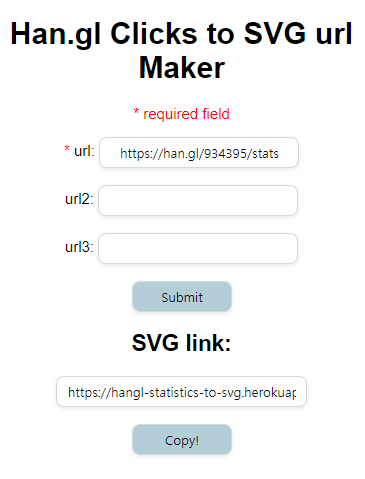 Han.gl Clicks to SVG url
Maker
* required field
* url: https://han.gl/934395/stats
url2:
url3:
Submit
SVG link:
https://hangl-statistics-to-svg.herokuap
Copy!